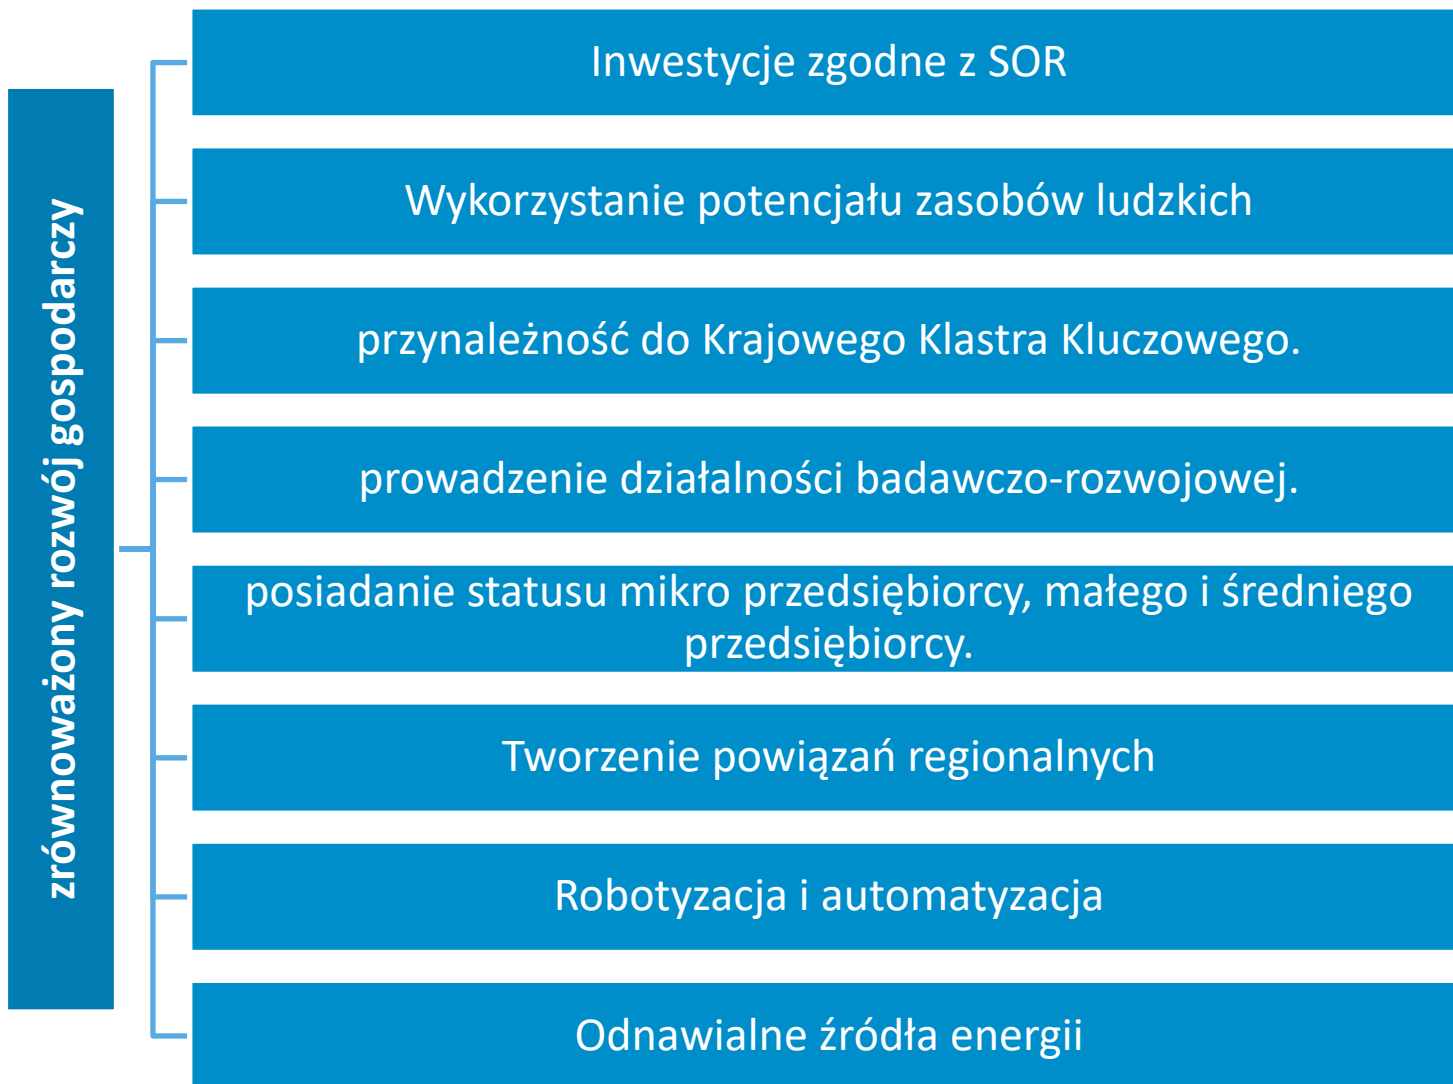 zrównoważony rozwój gospodarczy
Inwestycje zgodne z SOR
Wykorzystanie potencjału zasobów ludzkich
przynależność do Krajowego Klastra Kluczowego.
prowadzenie działalności badawczo-rozwojowej.
posiadanie statusu mikro przedsiębiorcy, małego i średniego
przedsiębiorcy.
Tworzenie powiązań regionalnych
Robotyzacja i automatyzacja
Odnawialne źródła energii